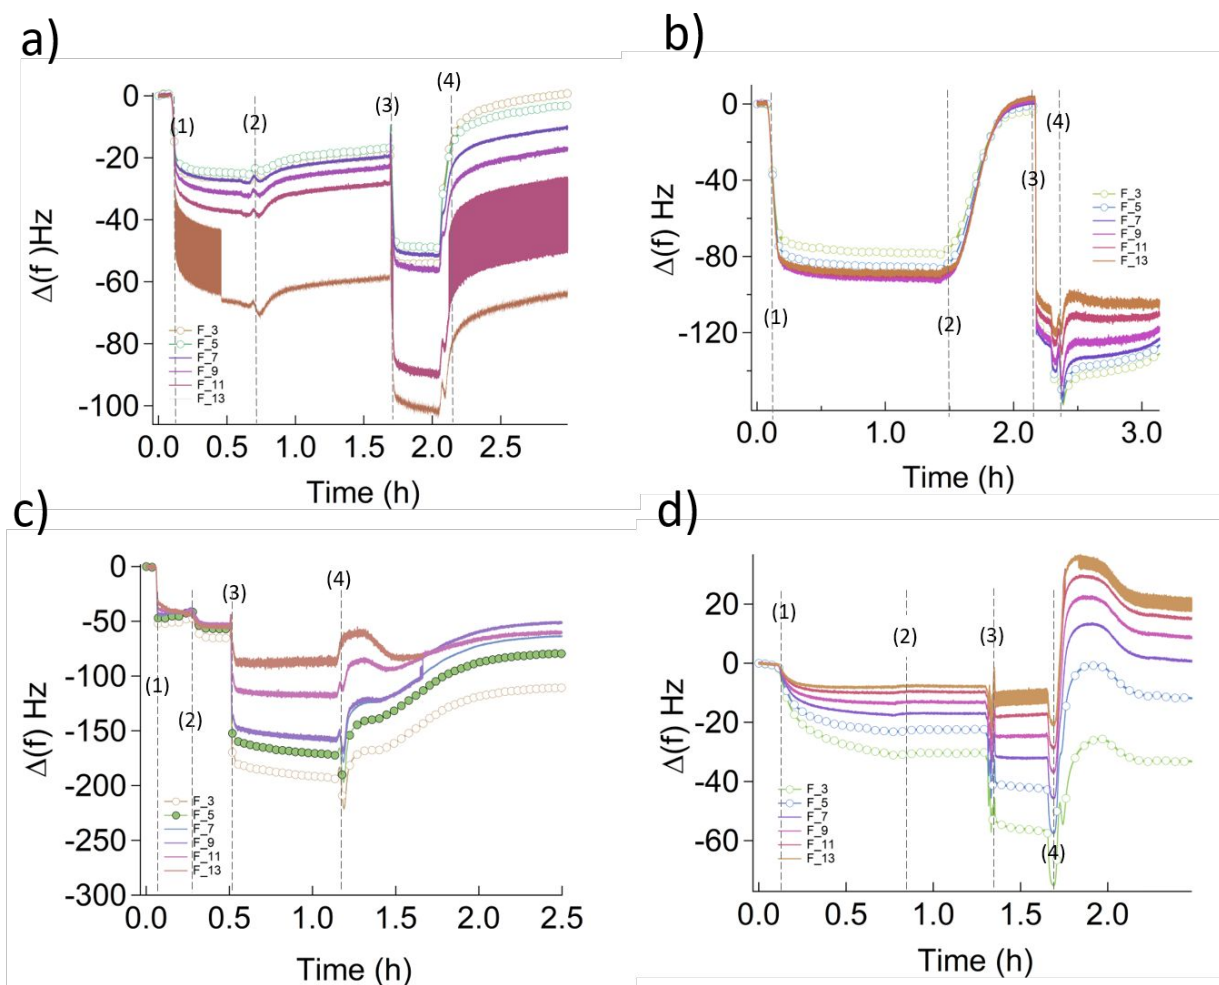 a)
Δ(f )Hz
0
-20
-40
-60
-80
-100
(1)
(2)
(3)
(4)
F_3
F_5
F_7
F_9
F_11
F_13
0.0 0.5 1.0 1.5 2.0 2.5
Time (h)
b)
Δ(f) Hz
0
-40
-80
-120
(1)
(2)
(3)
(4)
F_3
F_5
F_7
F_9
F_11
F_13
0.0 1.0 2.0 3.0
Time (h)
c)
Δ(f) Hz
0
-50
-100
-150
-200
-250
-300
(1)
(2)
(3)
(4)
F_3
F_5
F_7
F_9
F_11
F_13
0.0 0.5 1.0 1.5 2.0 2.5
Time (h)
d)
Δ(f) Hz
20
0
-20
-40
-60
(1)
(2)
(3)
(4)
F_3
F_5
F_7
F_9
F_11
F_13
0.0 0.5 1.0 1.5 2.0
Time (h)